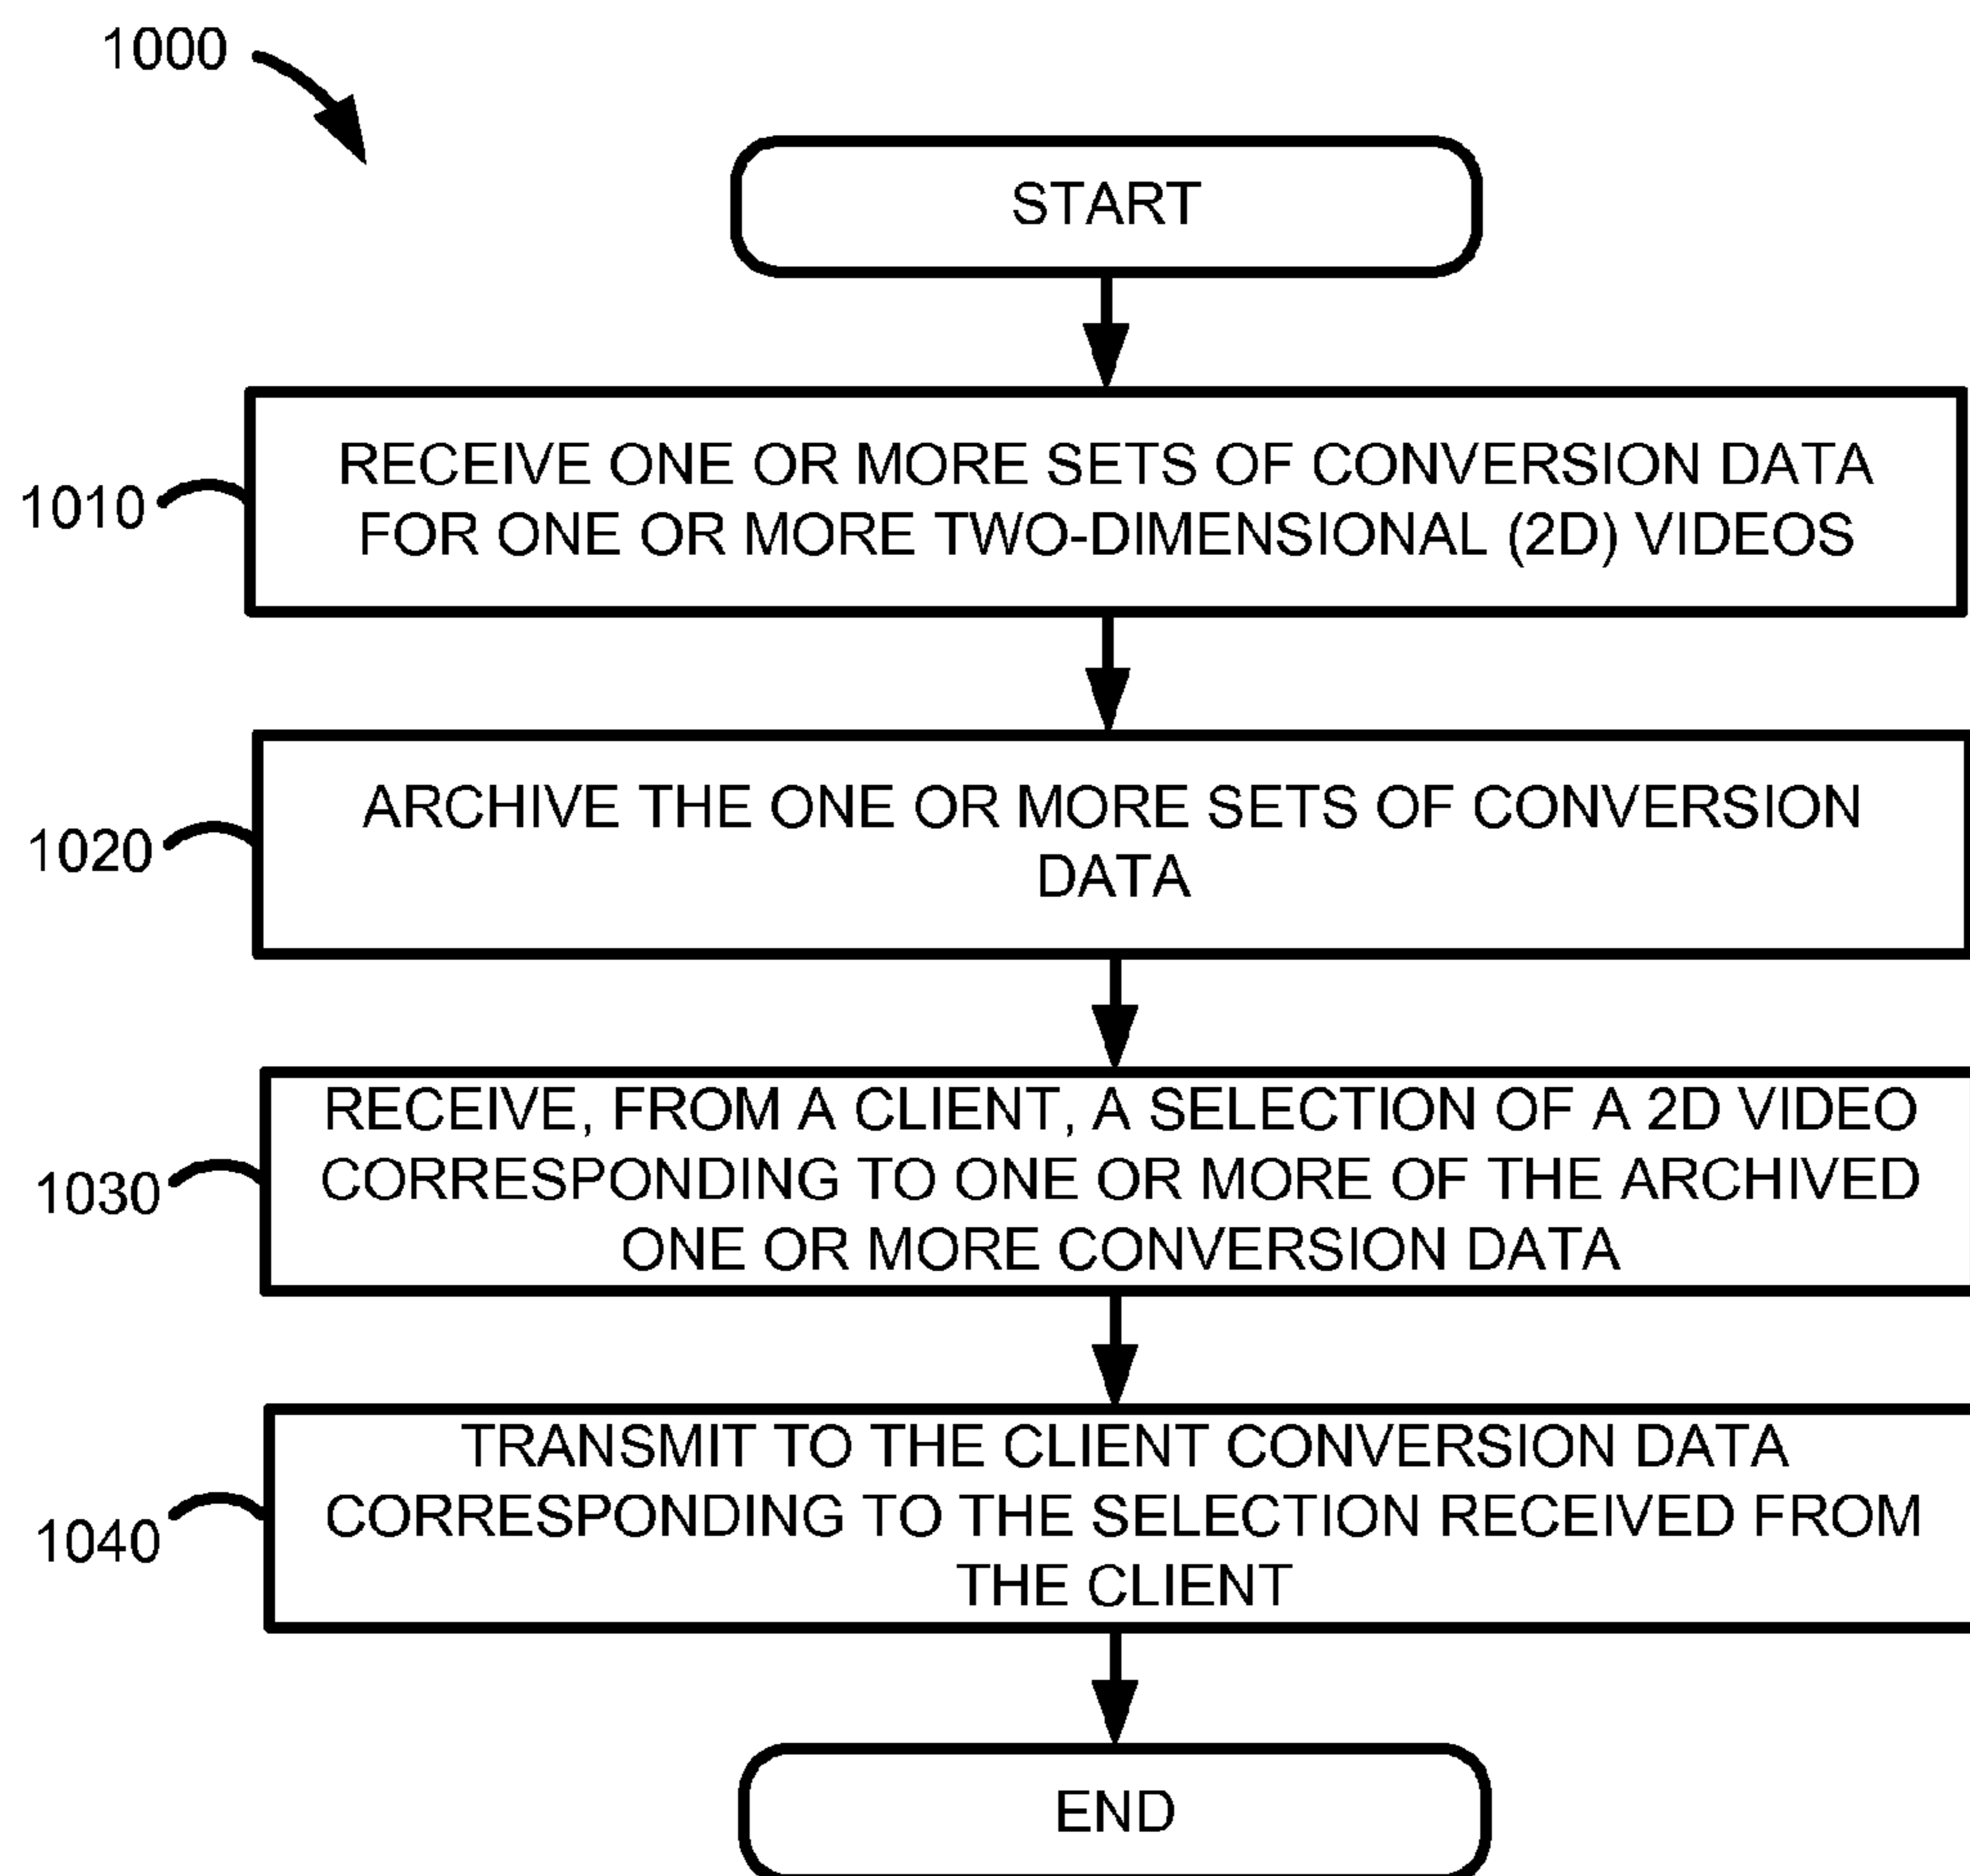 1000
START
1010
RECEIVE ONE OR MORE SETS OF CONVERSION DATA
FOR ONE OR MORE TWO-DIMENSIONAL (2D) VIDEOS
1020
ARCHIVE THE ONE OR MORE SETS OF CONVERSION
DATA
1030
RECEIVE, FROM A CLIENT, A SELECTION OF A 2D VIDEO
CORRESPONDING TO ONE OR MORE OF THE ARCHIVED
ONE OR MORE CONVERSION DATA
1040
TRANSMIT TO THE CLIENT CONVERSION DATA
CORRESPONDING TO THE SELECTION RECEIVED FROM
THE CLIENT
END